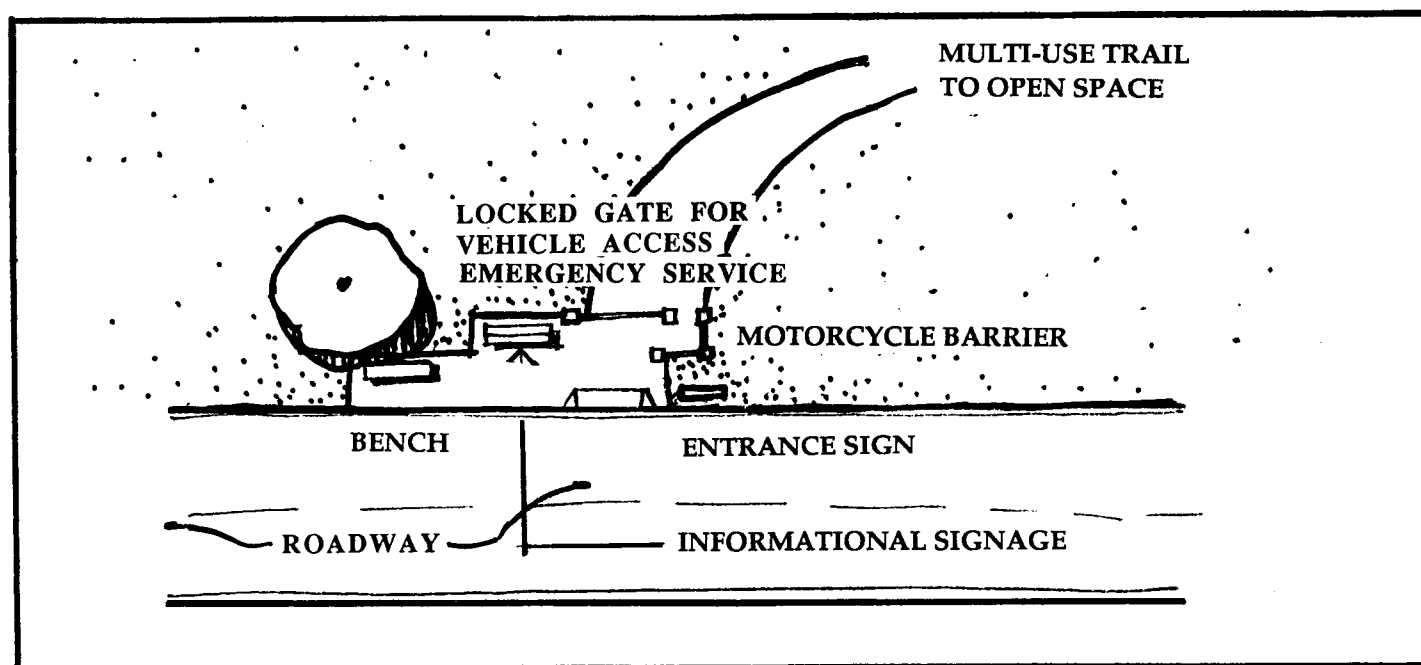 MULTI-USE TRAIL
TO OPEN SPACE
LOCKED GATE FOR
VEHICLE ACCESS
EMERGENCY SERVICE
MOTORCYCLE BARRIER
BENCH
ENTRANCE SIGN
ROADWAY
INFORMATIONAL SIGNAGE